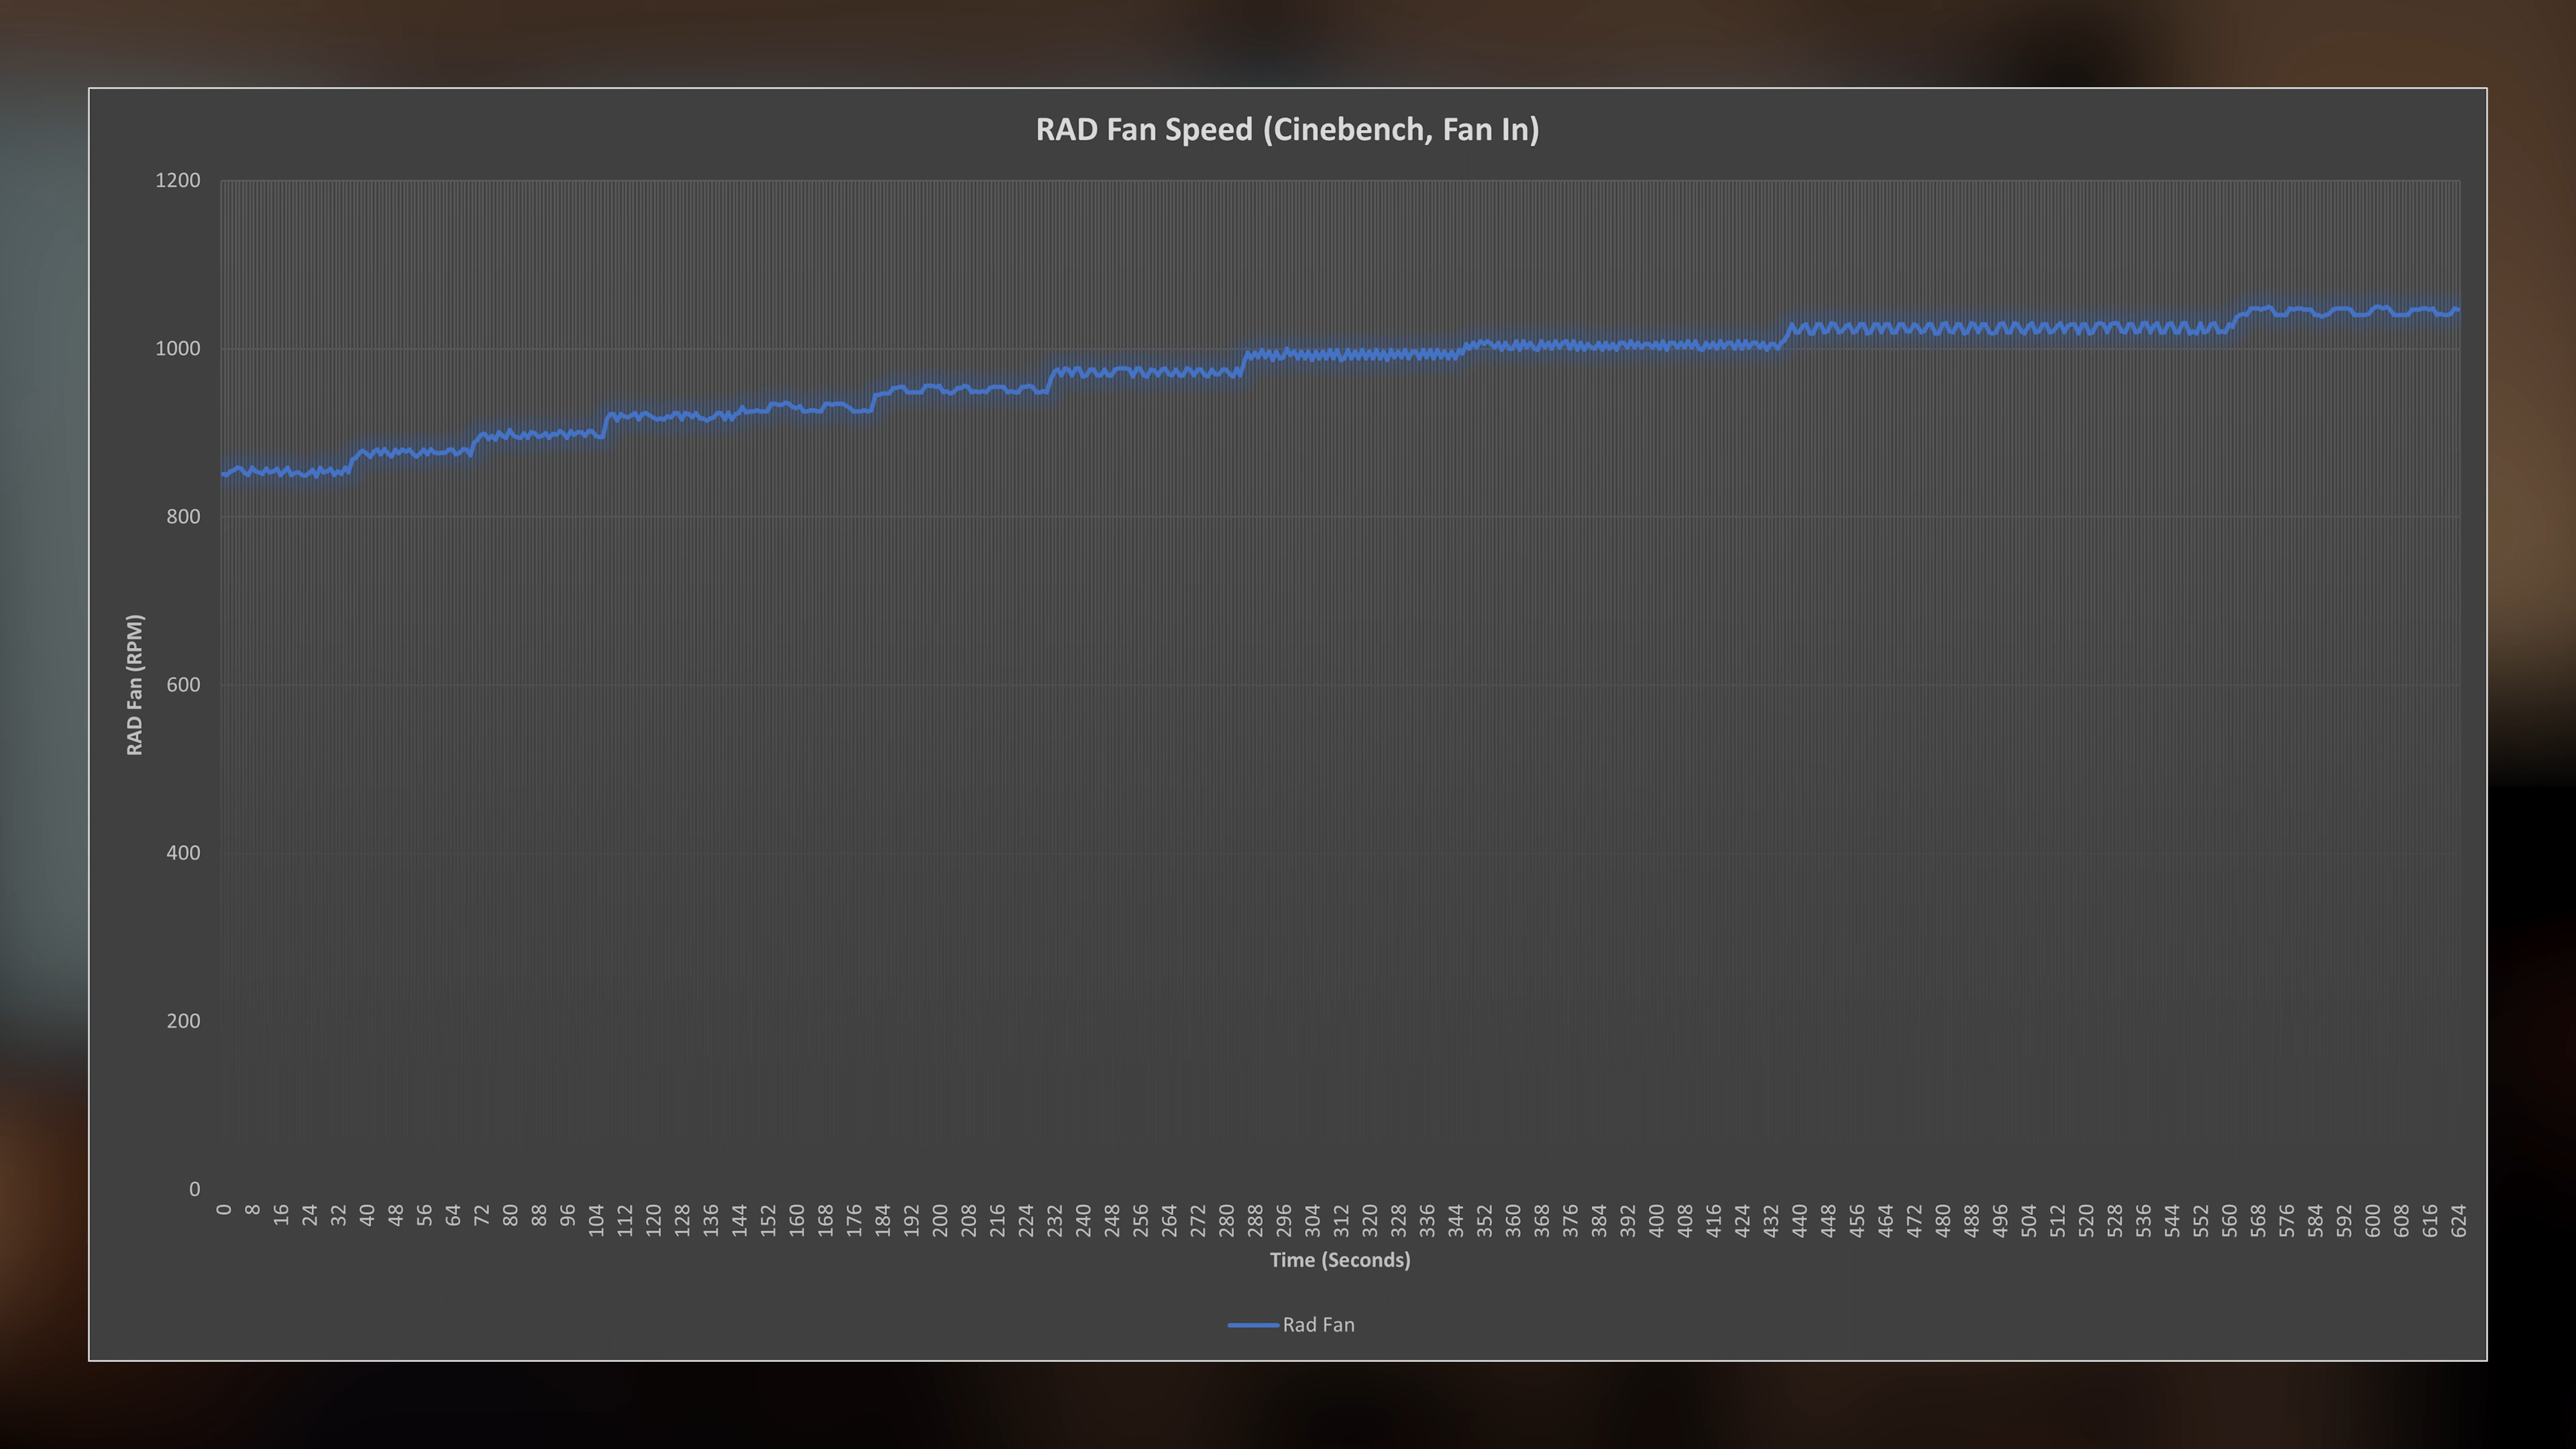 RAD Fan Speed (Cinebench, Fan In)
1200
1000
800
600
400
200
0
RAD Fan (RPM)
0 8 16 24 32 40 48 56 64 72 80 88 96 104 112 120 128 136 144 152 160 168 176 184 192 200 208 216 224 232 240 248 256 264 272 280 288 296 304 312 320 328 336 344 352 360 368 376 384 392 400 408 416 424 432 440 448 456 464 472 480 488 496 504 512 520 528 536 544 552 560 568 576 584 592 600 608 616 624
Time (Seconds)
Rad Fan